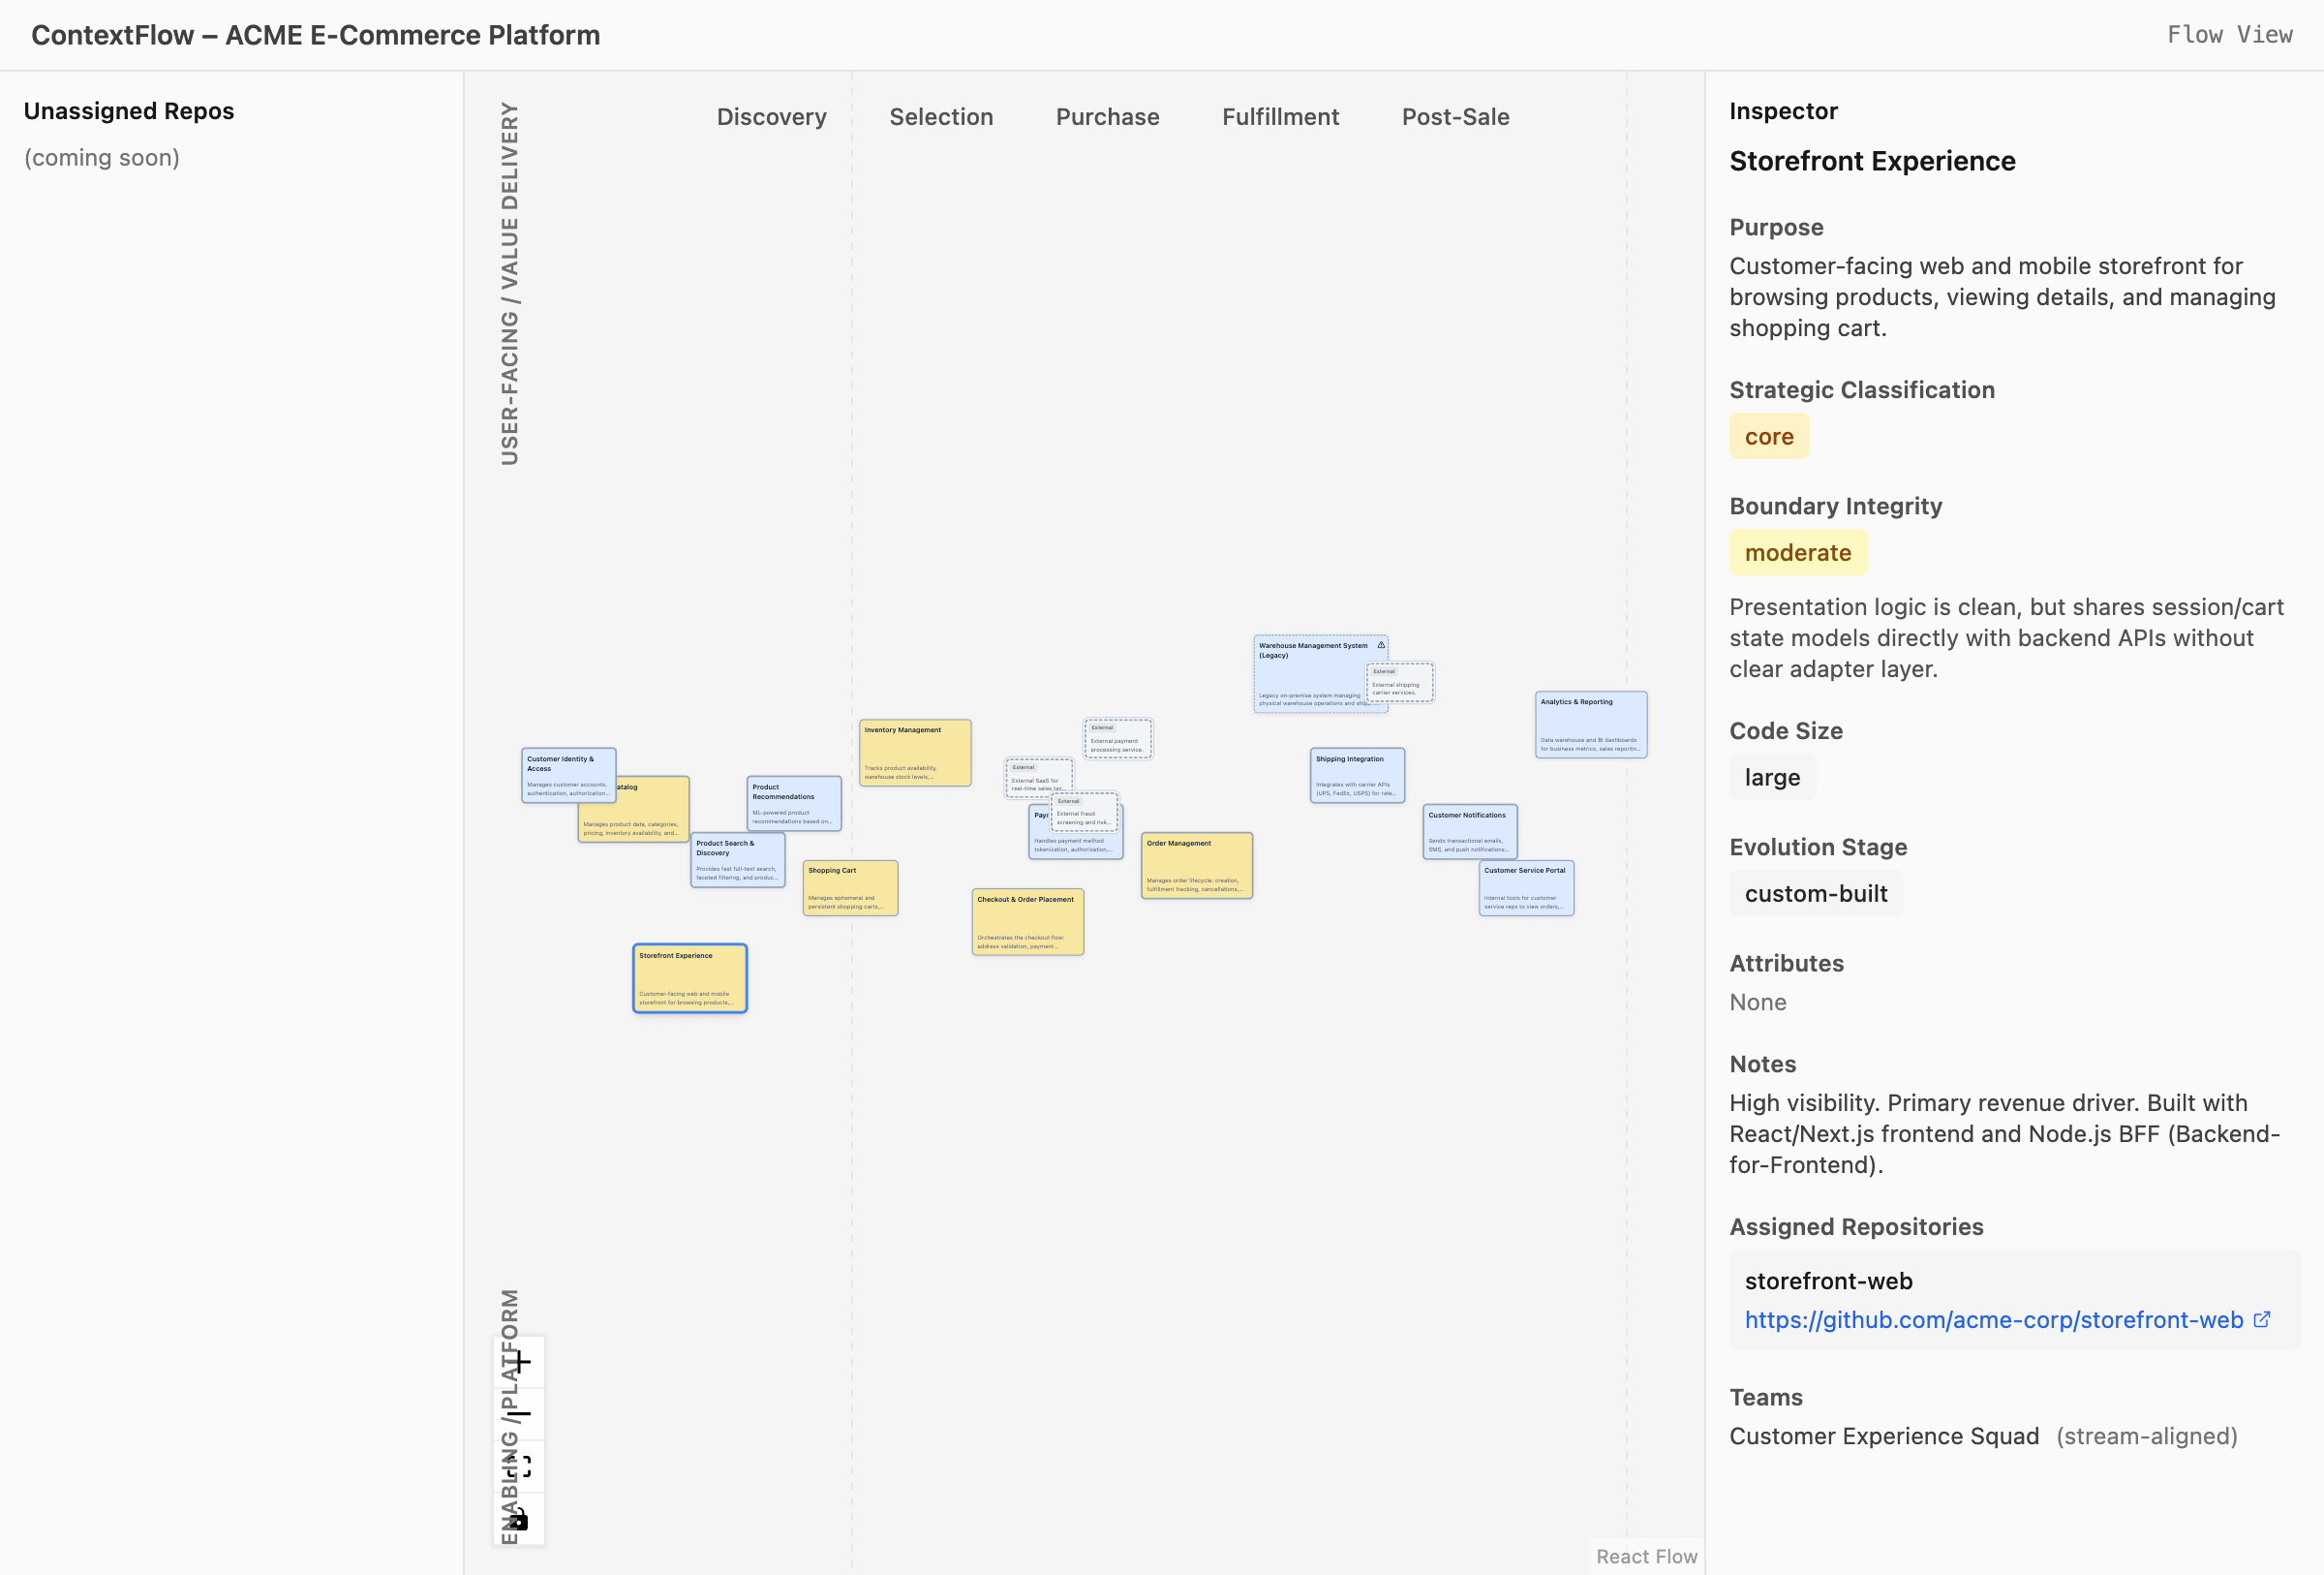 ContextFlow – ACME E-Commerce Platform
Flow View
Unassigned Repos
(coming soon)
USER-FACING / VALUE DELIVERY
ENABLING /PLATFORM
Discovery
Selection
Purchase
Fulfillment
Post-Sale
Warehouse Management System
(Legacy)
Legacy on-premise system managing
physical warehouse operations and
External
External shipping
carrier services.
Analytics & Reporting
Data warehouse and BI dashboards
for business metrics, sales reportin...
Inventory Management
Tracks product availability,
warehouse stock levels,...
External
External payment
processing service.
Customer Identity &
Access
Manages customer accounts,
authentication, authorization...
atalog
Manages product data, categories,
pricing, inventory availability, and...
Product
Recommendations
ML-powered product
recommendations based on...
External
External SaaS for
real-time sales tax
External
External fraud
screening and risk...
Handles payment method
tokenization, authorization,...
Shipping Integration
Integrates with carrier APIs
(UPS, FedEx, USPS) for rate...
Customer Notifications
Sends transactional emails,
SMS, and push notifications...
Product Search &
Discovery
Provides fast full-text search,
faceted filtering, and produc...
Order Management
Manages order lifecycle: creation,
fulfillment tracking, cancellations,...
Shopping Cart
Manages ephemeral and
persistent shopping carts,...
Customer Service Portal
Internal tools for customer
service reps to view orders,...
Checkout & Order Placement
Orchestrates the checkout flow:
address validation, payment...
Storefront Experience
Customer-facing web and mobile
storefront for browsing products,...
React Flow
Inspector
Storefront Experience
Purpose
Customer-facing web and mobile storefront for
browsing products, viewing details, and managing
shopping cart.
Strategic Classification
core
Boundary Integrity
moderate
Presentation logic is clean, but shares session/cart
state models directly with backend APIs without
clear adapter layer.
Code Size
large
Evolution Stage
custom-built
Attributes
None
Notes
High visibility. Primary revenue driver. Built with
React/Next.js frontend and Node.js BFF (Backend-
for-Frontend).
Assigned Repositories
storefront-web
https://github.com/acme-corp/storefront-web
Teams
Customer Experience Squad (stream-aligned)